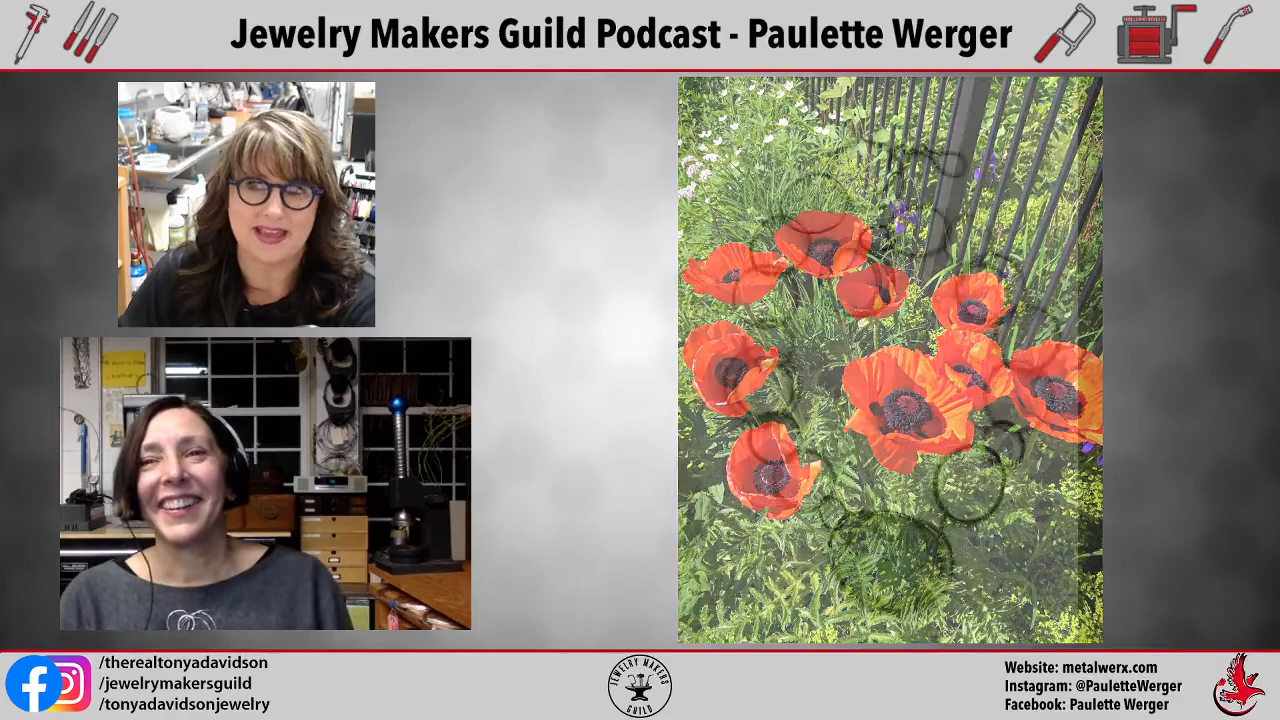 Jewelry Makers Guild Podcast - Paulette Werger
/therealtonyadavidson
/jewelrymakersguild
/tonyadavidsonjewelry
JEWELRY MAKERS
GUILD
Website: metalwerx.com
Instagram: @PauletteWerger
Facebook: Paulette Werger